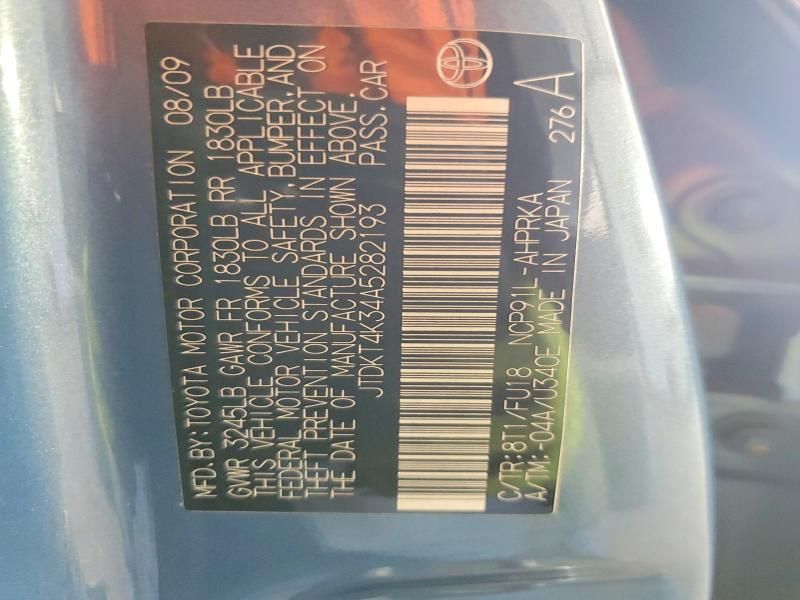 MFD. BY: TOYOTA MOTOR CORPORATION 08/09
GVWR 3245LB GAWR FR 1830LB RR 1830LB
THIS VEHICLE CONFORMS TO ALL APPLICABLE
FEDERAL MOTOR VEHICLE SAFETY, BUMPER, AND
THEFT PREVENTION STANDARDS IN EFFECT ON
THE DATE OF MANUFACTURE SHOWN ABOVE.
JTDKT4K34A5282193 PASS. CAR
C/TR: 8T1/FU18 NCP91L-AHPRKA
A/TM: -04A/U340E MADE IN JAPAN 276 A